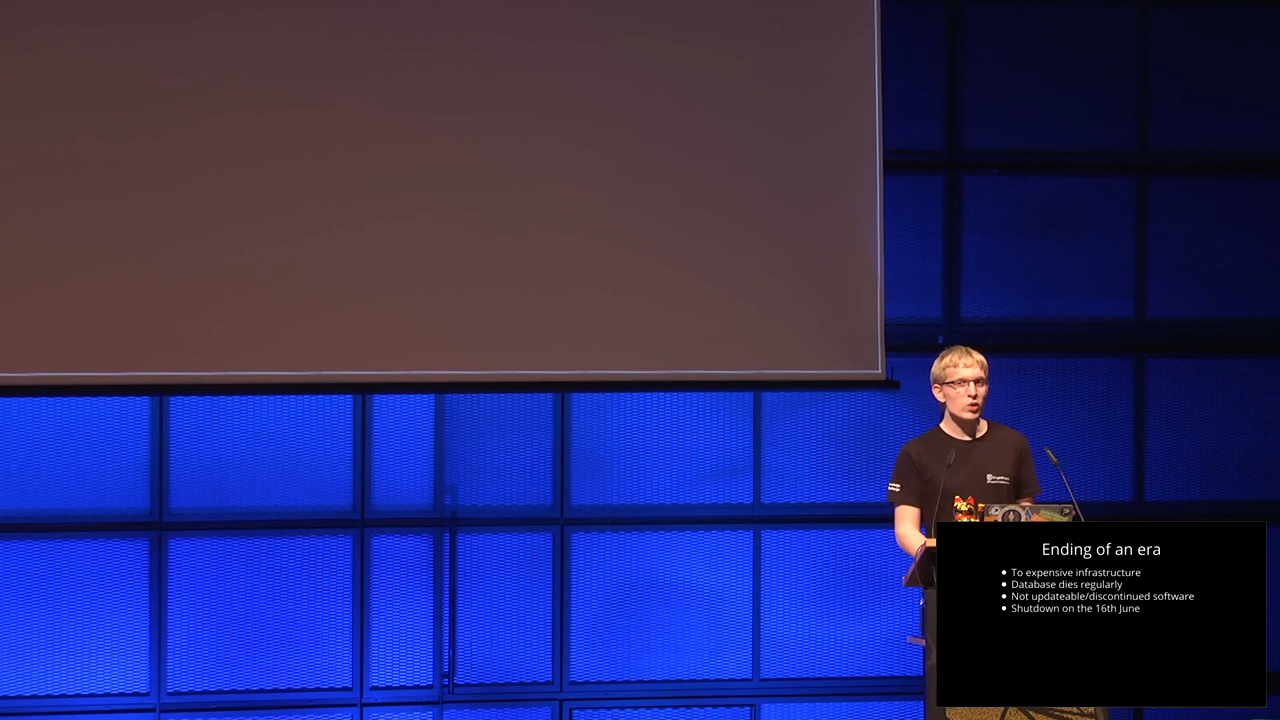 Ending of an era
To expensive infrastructure
Database dies regularly
Not updateable/discontinued software
Shutdown on the 16th June